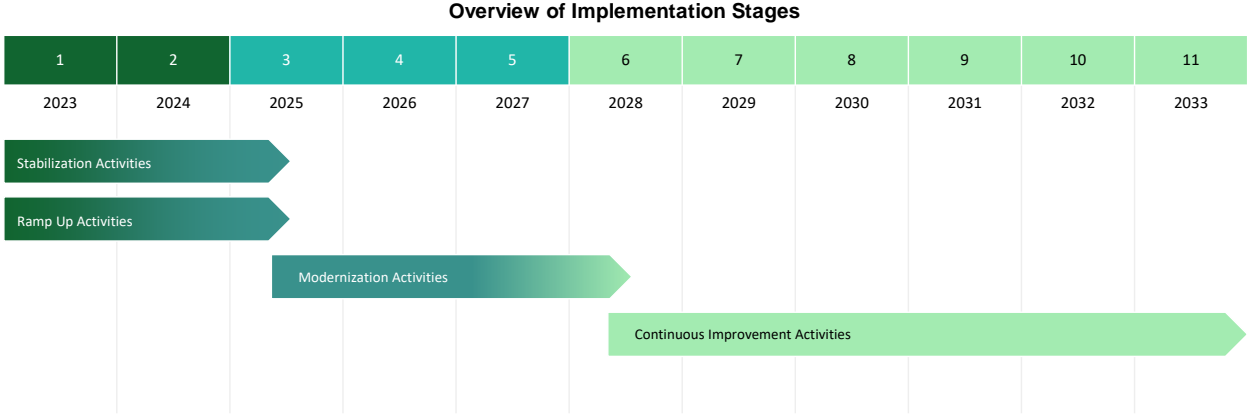 Overview of Implementation Stages
1 2 3 4 5 6 7 8 9 10 11
2023 2024 2025 2026 2027 2028 2029 2030 2031 2032 2033
Stabilization Activities
Ramp Up Activities
Modernization Activities
Continuous Improvement Activities